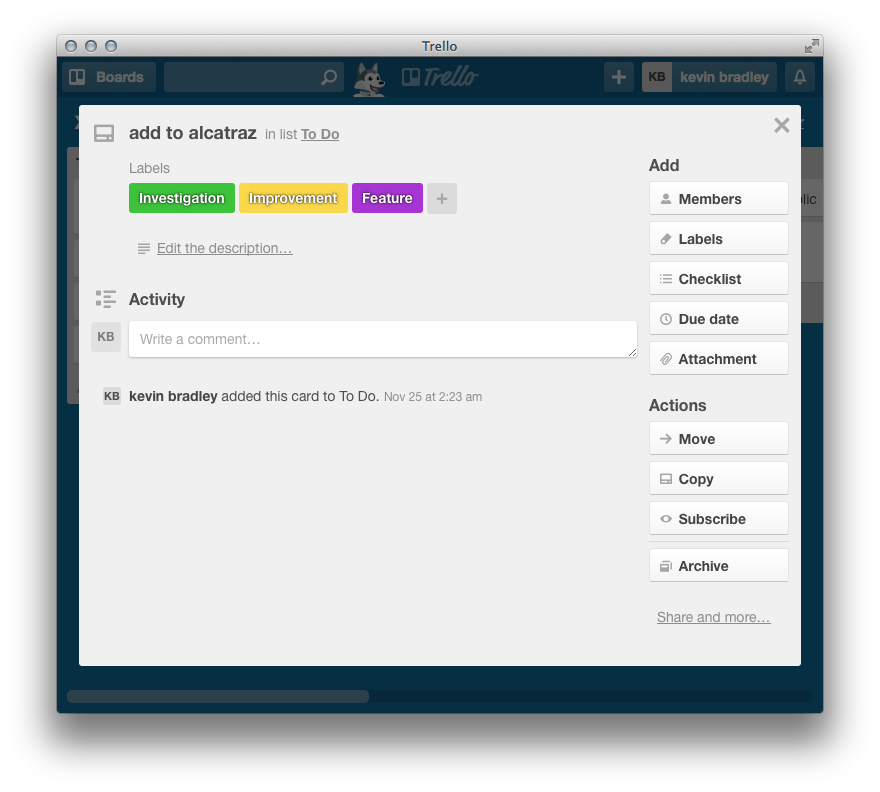 Trello
Boards
Trello
KB kevin bradley
add to alcatraz in list To Do
Labels
Investigation Improvement Feature +
Edit the description…
Activity
KB
Write a comment…
KB kevin bradley added this card to To Do. Nov 25 at 2:23 am
Add
Members
Labels
Checklist
Due date
Attachment
Actions
Move
Copy
Subscribe
Archive
Share and more…